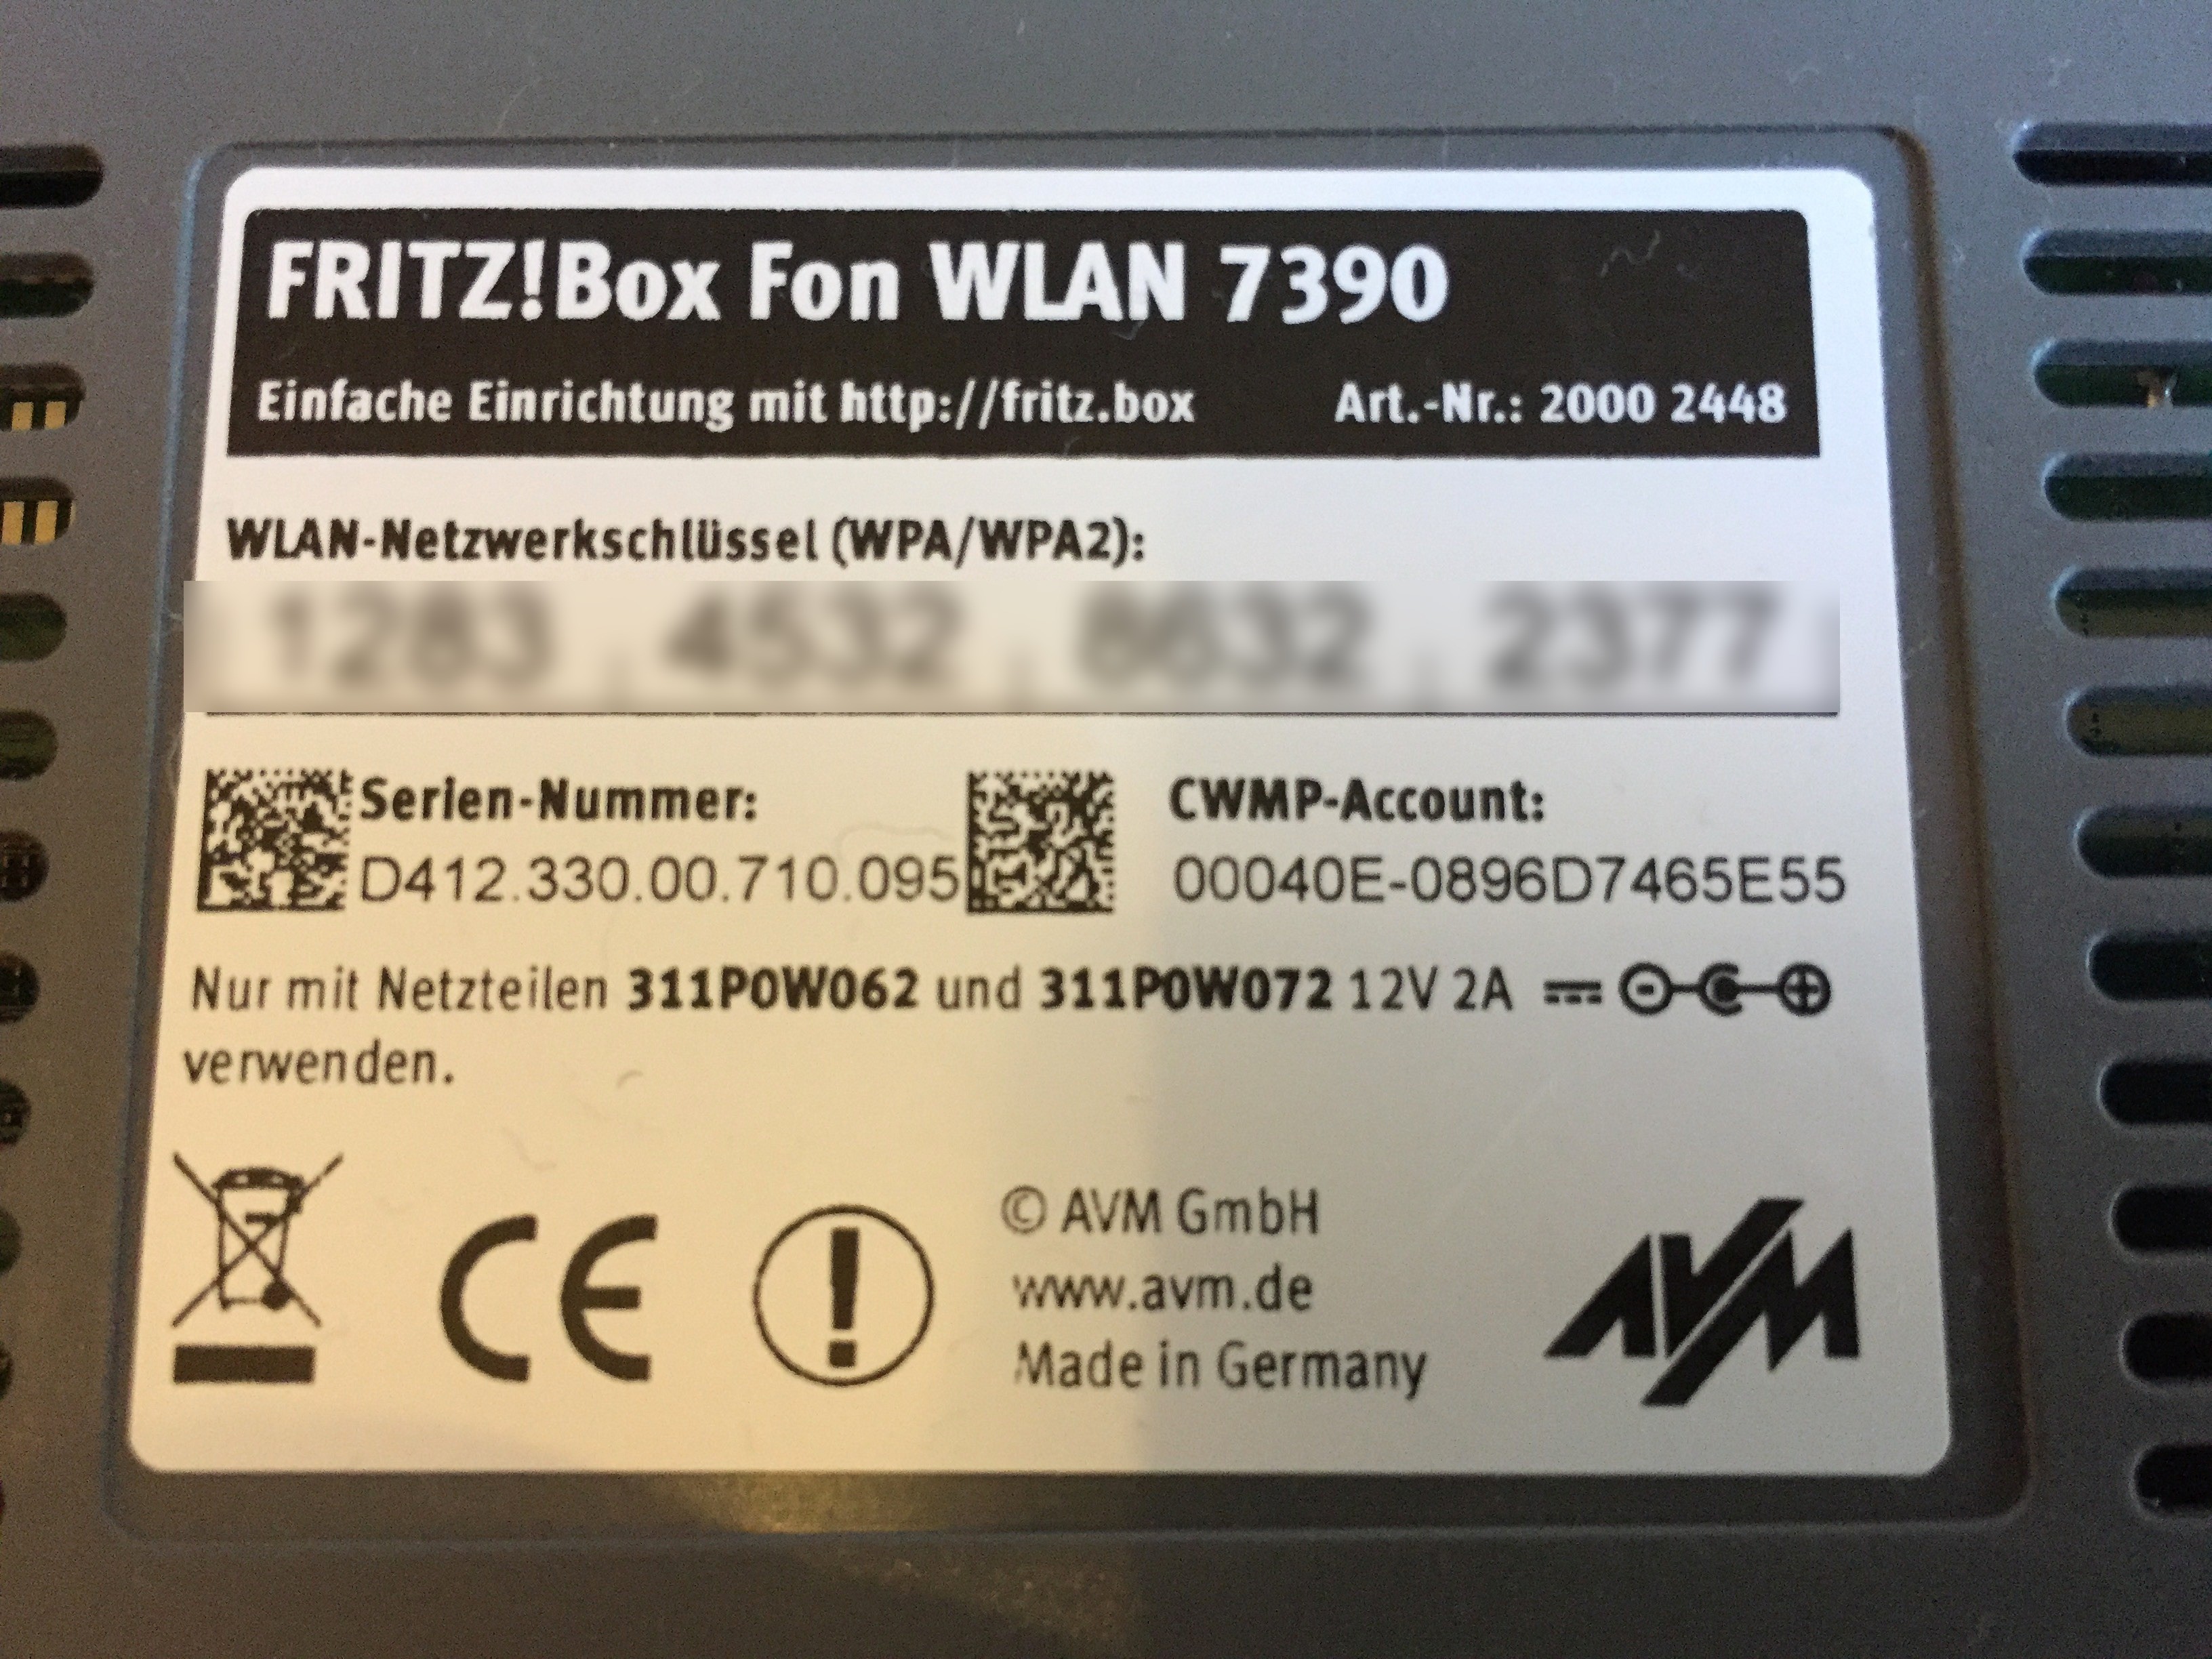 FRITZ!Box Fon WLAN 7390
Einfache Einrichtung mit http://fritz.box Art.-Nr.: 2000 2448
WLAN-Netzwerkschlüssel (WPA/WPA2):
Serien-Nummer:
D412.330.00.710.095
CWMP-Account:
00040E-0896D7465E55
Nur mit Netzteilen 311P0W062 und 311P0W072 12V 2A
verwenden.
CE
© AVM GmbH
www.avm.de
Made in Germany
AVM